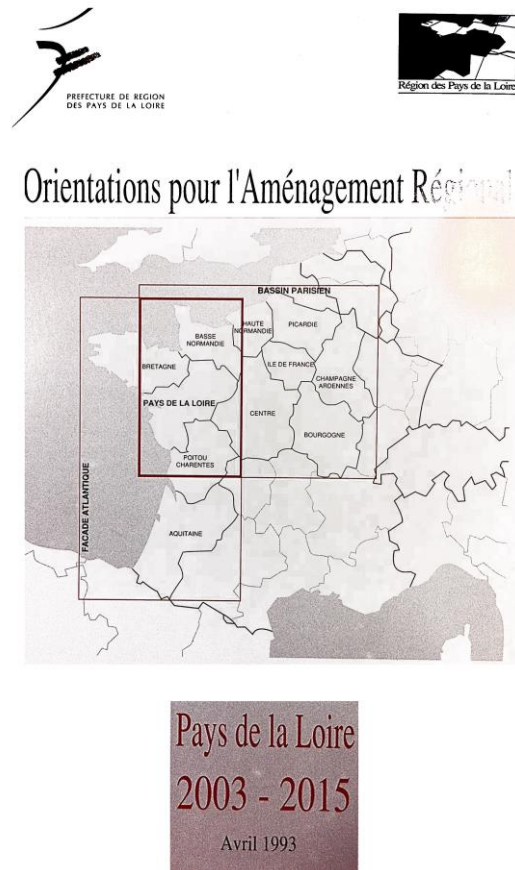 PREFECTURE DE REGION
DES PAYS DE LA LOIRE
Région des Pays de la Loire
Orientations pour l'Aménagement Régional
BASSIN PARISIEN
HAUTE
NORMANDIE
PICARDIE
BASSE
NORMANDIE
BRETAGNE
ILE DE FRANCE
CHAMPAGNE
ARDENNES
PAYS DE LA LOIRE
CENTRE
BOURGOGNE
POITOU
CHARENTES
FACADE ATLANTIQUE
AQUITAINE
Pays de la Loire
2003 - 2015
Avril 1993